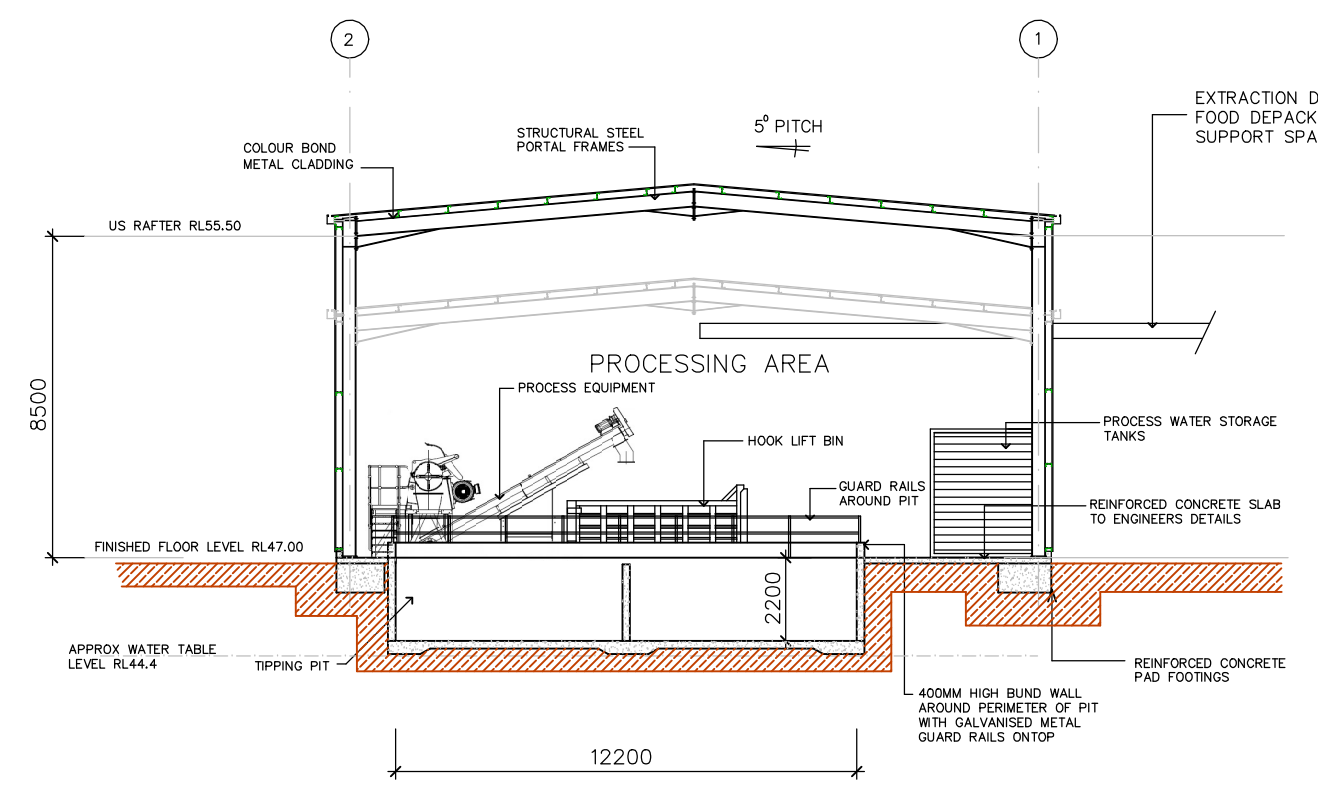 2
1
EXTRACTION D
FOOD DEPACK
SUPPORT SPA
5° PITCH
STRUCTURAL STEEL
PORTAL FRAMES
COLOUR BOND
METAL CLADDING
US RAFTER RL55.50
8500
PROCESSING AREA
PROCESS EQUIPMENT
HOOK LIFT BIN
PROCESS WATER STORAGE
TANKS
GUARD RAILS
AROUND PIT
REINFORCED CONCRETE SLAB
TO ENGINEERS DETAILS
FINISHED FLOOR LEVEL RL47.00
2200
APPROX WATER TABLE
LEVEL RL44.4
TIPPING PIT
REINFORCED CONCRETE
PAD FOOTINGS
400MM HIGH BUND WALL
AROUND PERIMETER OF PIT
WITH GALVANISED METAL
GUARD RAILS ONTOP
12200